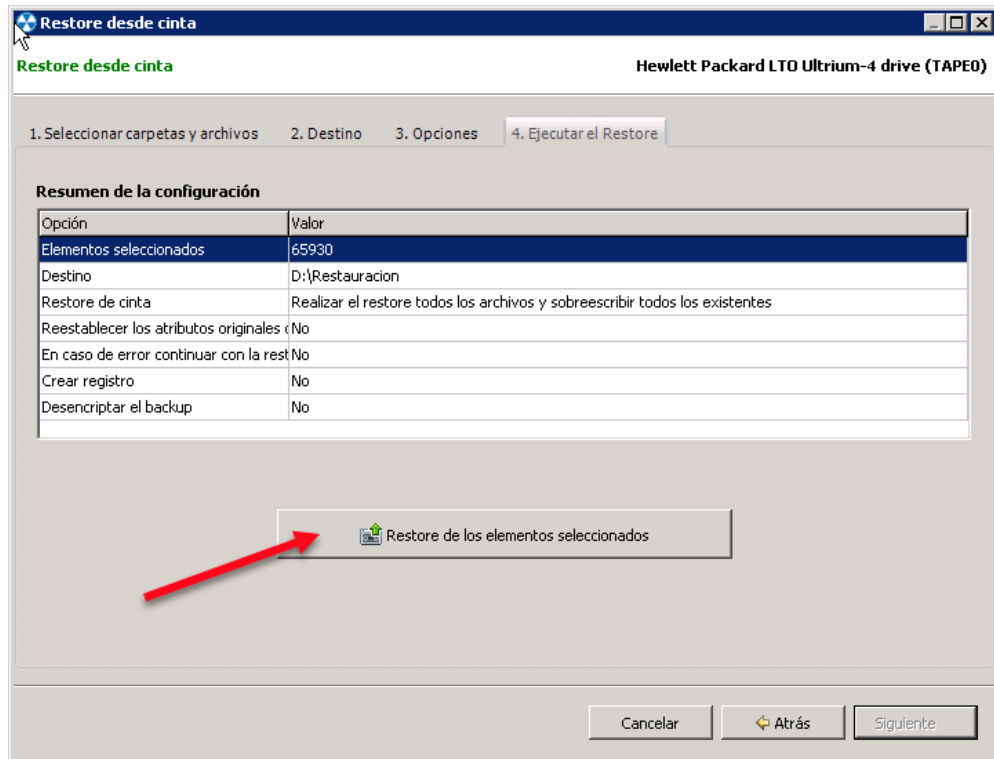 Restore desde cinta
Restore desde cinta Hewlett Packard LTO Ultrium-4 drive (TAPE0)
1. Seleccionar carpetas y archivos 2. Destino 3. Opciones 4. Ejecutar el Restore
Resumen de la configuración
Opción Valor
Elementos seleccionados 65930
Destino D:\Restauracion
Restore de cinta Realizar el restore todos los archivos y sobreescribir todos los existentes
Reestablecer los atributos originales No
En caso de error continuar con la rest No
Crear registro No
Desencriptar el backup No
Restore de los elementos seleccionados
Cancelar Atrás Siguiente